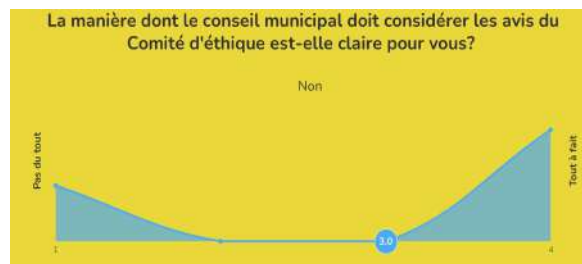 La manière dont le conseil municipal doit considérer les avis du
Comité d'éthique est-elle claire pour vous?
Non
Pas du tout
Tout à fait
3.0
1
4